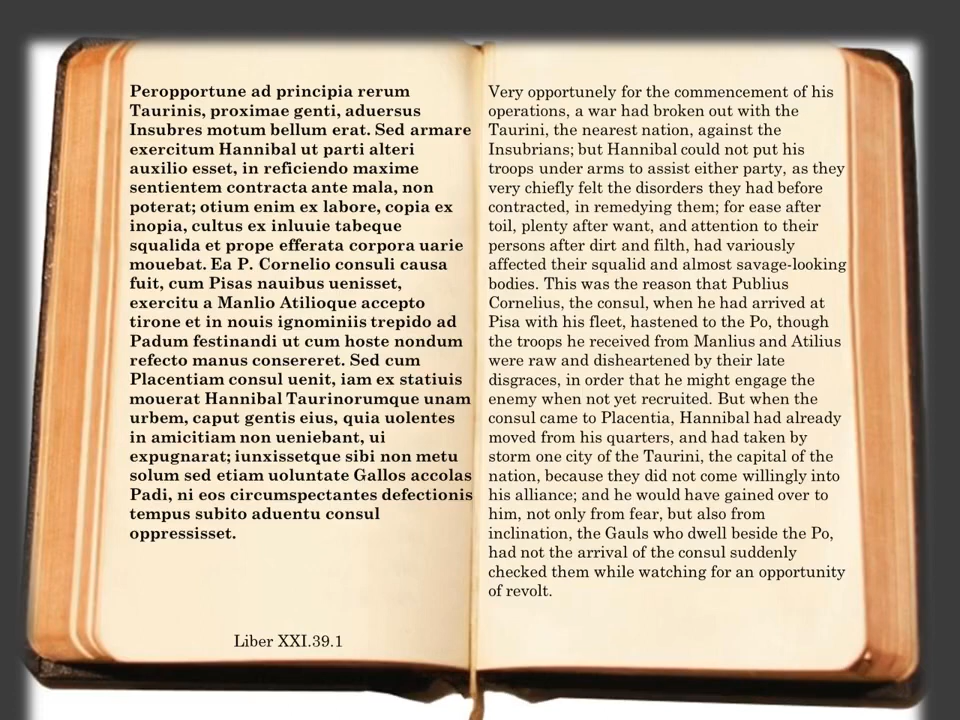 Peropportune ad principia rerum
Taurinis, proximae genti, aduersus
Insubres motum bellum erat. Sed armare
exercitum Hannibal ut parti alteri
auxilio esset, in reficiendo maxime
sentientem contracta ante mala, non
poterat; otium enim ex labore, copia ex
inopia, cultus ex inluuie tabeque
squalida et prope efferata corpora uarie
mouebat. Ea P. Cornelio consuli causa
fuit, cum Pisas nauibus uenisset,
exercitu a Manlio Atilioque accepto
tirone et in nouis ignominiis trepido ad
Padum festinandi ut cum hoste nondum
refecto manus consereret. Sed cum
Placentiam consul uenit, iam ex statiuis
mouerat Hannibal Taurinorumque unam
urbem, caput gentis eius, quia uolentes
in amicitiam non ueniebant, ui
expugnarat; iunxissetque sibi non metu
solum sed etiam uoluntate Gallos accolas
Padi, ni eos circumspectantes defectionis
tempus subito aduentu consul
oppressisset.
Liber XXI.39.1
Very opportunely for the commencement of his
operations, a war had broken out with the
Taurini, the nearest nation, against the
Insubrians; but Hannibal could not put his
troops under arms to assist either party, as they
very chiefly felt the disorders they had before
contracted, in remedying them; for ease after
toil, plenty after want, and attention to their
persons after dirt and filth, had variously
affected their squalid and almost savage-looking
bodies. This was the reason that Publius
Cornelius, the consul, when he had arrived at
Pisa with his fleet, hastened to the Po, though
the troops he received from Manlius and Atilius
were raw and disheartened by their late
disgraces, in order that he might engage the
enemy when not yet recruited. But when the
consul came to Placentia, Hannibal had already
moved from his quarters, and had taken by
storm one city of the Taurini, the capital of the
nation, because they did not come willingly into
his alliance; and he would have gained over to
him, not only from fear, but also from
inclination, the Gauls who dwell beside the Po,
had not the arrival of the consul suddenly
checked them while watching for an opportunity
of revolt.